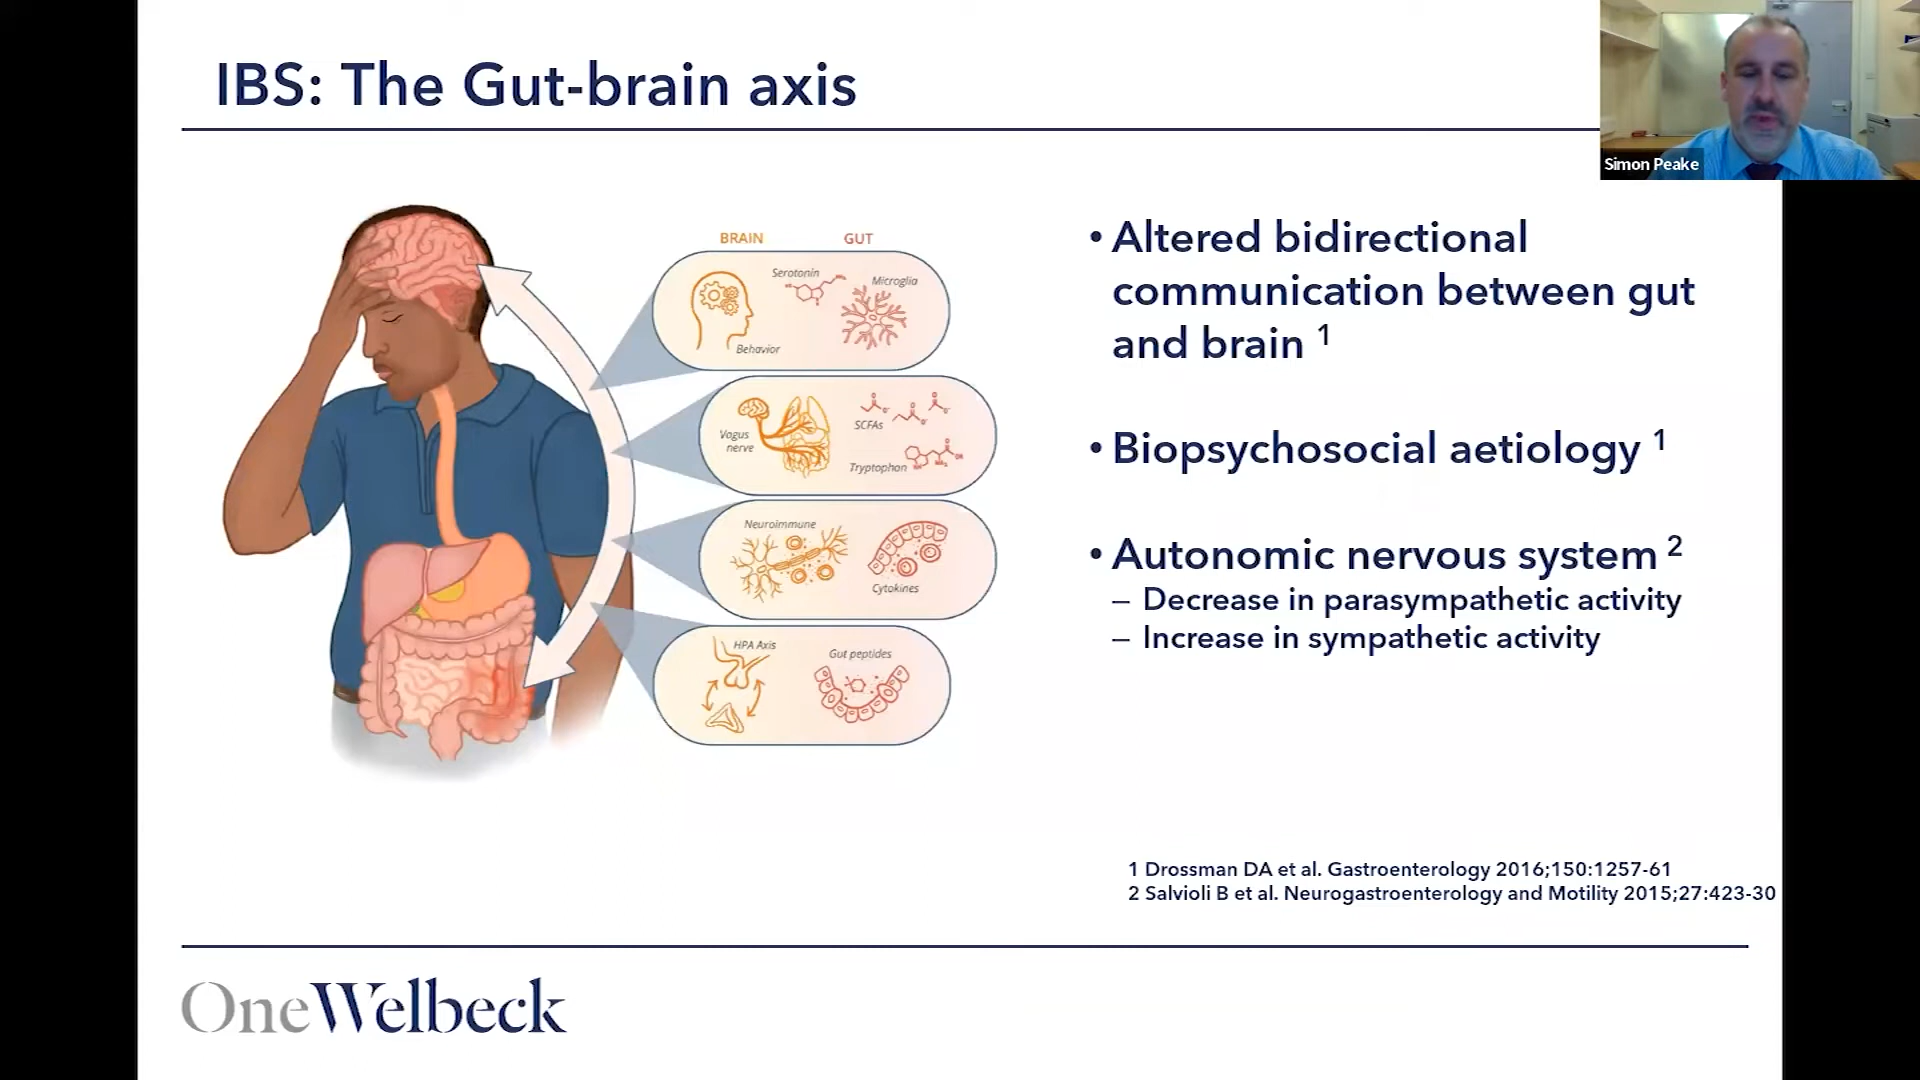 IBS: The Gut-brain axis
Simon Peake
BRAIN GUT
Serotonin
Microglia
Behavior
Vagus
nerve
SCFAs
Tryptophan
Neuroimmune
Cytokines
HPA Axis
Gut peptides
• Altered bidirectional
communication between gut
and brain 1
• Biopsychosocial aetiology 1
• Autonomic nervous system 2
– Decrease in parasympathetic activity
– Increase in sympathetic activity
1 Drossman DA et al. Gastroenterology 2016;150:1257-61
2 Salvioli B et al. Neurogastroenterology and Motility 2015;27:423-30
OneWelbeck